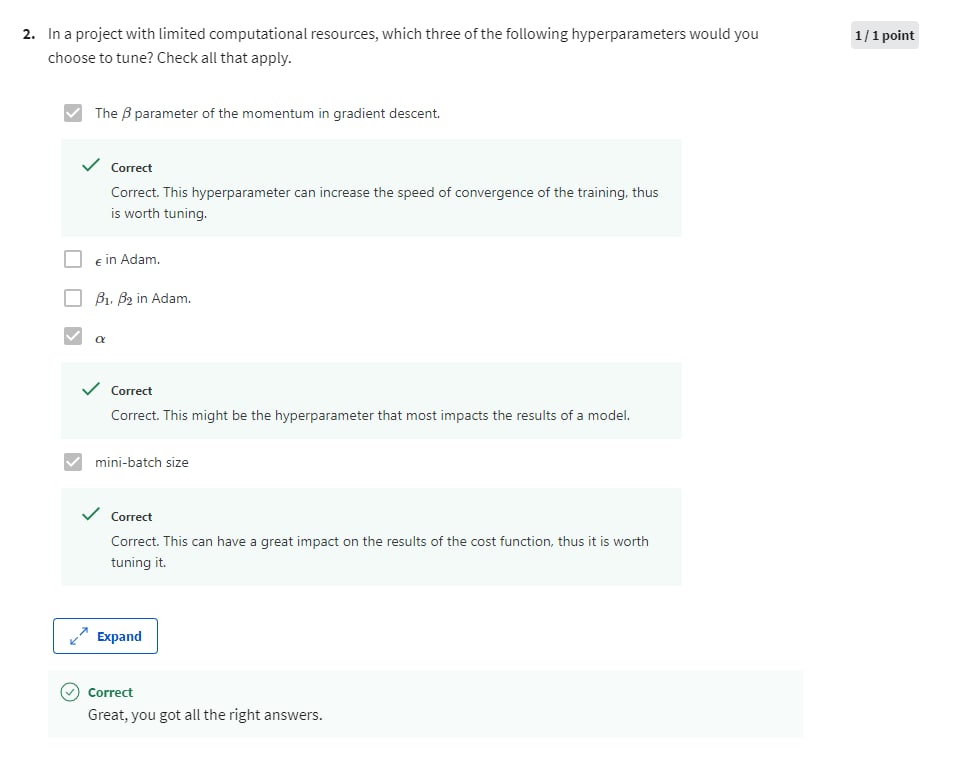 2. In a project with limited computational resources, which three of the following hyperparameters would you
choose to tune? Check all that apply.
1 / 1 point
The β parameter of the momentum in gradient descent.
Correct
Correct. This hyperparameter can increase the speed of convergence of the training, thus
is worth tuning.
ϵ in Adam.
β₁, β₂ in Adam.
α
Correct
Correct. This might be the hyperparameter that most impacts the results of a model.
mini-batch size
Correct
Correct. This can have a great impact on the results of the cost function, thus it is worth
tuning it.
Expand
Correct
Great, you got all the right answers.